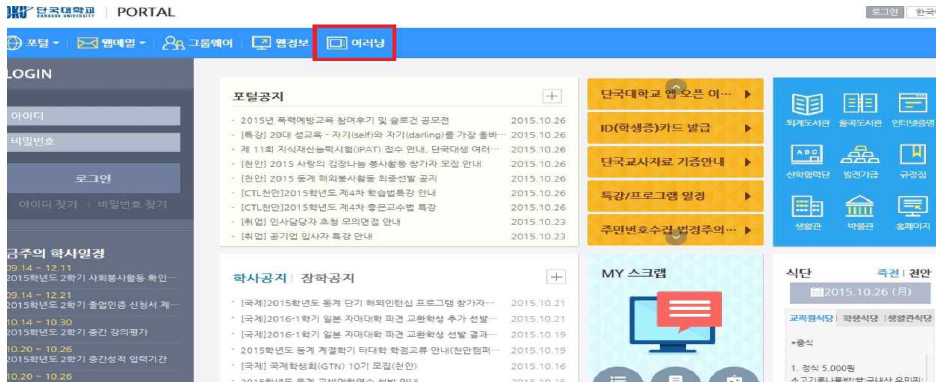 단국대학교 PORTAL
로그인 한국
포털 웹메일 그룹웨어 웹정보 이러닝
LOGIN
아이디
비밀번호
로그인
아이디 찾기 | 비밀번호 찾기
금주의 학사일정
09.14 ~ 12.11
2015학년도 2학기 사회봉사활동 확인…
09.14 ~ 12.21
2015학년도 2학기 졸업인증 신청서 제…
10.14 ~ 10.30
2015학년도 2학기 중간 강의평가
10.20 ~ 10.26
2015학년도 2학기 중간성적 입력기간
10.20 ~ 10.26
포털공지
· 2015년 폭력예방교육 참여후기 및 슬로건 공모전 2015.10.26
· [특강] 20대 성교육 - 자기(self)와 자기(darling)를 가장 올바… 2015.10.26
· 제 11회 지식재산능력시험(IPAT) 접수 안내, 단국대생 여러… 2015.10.26
· [천안] 2015 사랑의 김장나눔 봉사활동 참가자 모집 안내 2015.10.26
· [천안] 2015 동계 해외봉사활동 최종선발 공지 2015.10.26
· [CTL천안]2015학년도 제4차 학습법특강 안내 2015.10.26
· [CTL천안]2015학년도 제4차 좋은교수법 특강 2015.10.26
· [취업] 인사담당자 초청 모의면접 안내 2015.10.23
· [취업] 공기업 입사자 특강 안내 2015.10.23
학사공지 | 장학공지
· [국제]2015학년도 동계 단기 해외인턴십 프로그램 참가자… 2015.10.21
· [국제]2016-1학기 일본 자매대학 파견 교환학생 추가 선발… 2015.10.21
· [국제]2016-1학기 일본 자매대학 파견 교환학생 선발 결과… 2015.10.19
· 2015학년도 동계 계절학기 타대학 학점교류 안내(천안캠퍼… 2015.10.19
· [국제] 국제학생회(GTN) 10기 모집(천안) 2015.10.16
2015.10.15
단국대학교 앱 오픈 이…
ID(학생증)카드 발급
단국교사자료 기증안내
특강/프로그램 일정
주민번호수집 법정주의…
MY 스크랩
퇴계도서관 율곡도서관 인터넷증명
산학협력단 발전기금 규정집
생활관 박물관 홈페이지
식단 죽전 | 천안
2015.10.26 (月)
교직원식당 | 학생식당 | 생활관식당
*중식
1. 정식 5,000원